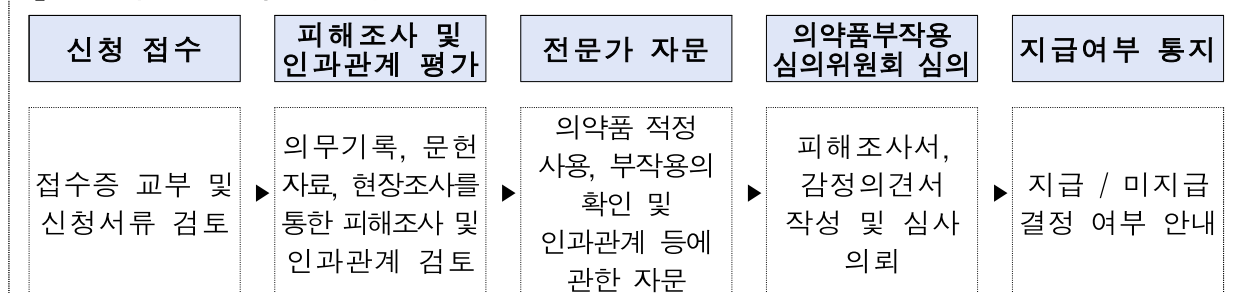 신청 접수
피해조사 및
인과관계 평가
전문가 자문
의약품부작용
심의위원회 심의
지급여부 통지
접수증 교부 및
신청서류 검토
▶
의무기록, 문헌
자료, 현장조사를
통한 피해조사 및
인과관계 검토
▶
의약품 적정
사용, 부작용의
확인 및
인과관계 등에
관한 자문
▶
피해조사서,
감정의견서
작성 및 심사
의뢰
▶
지급 / 미지급
결정 여부 안내